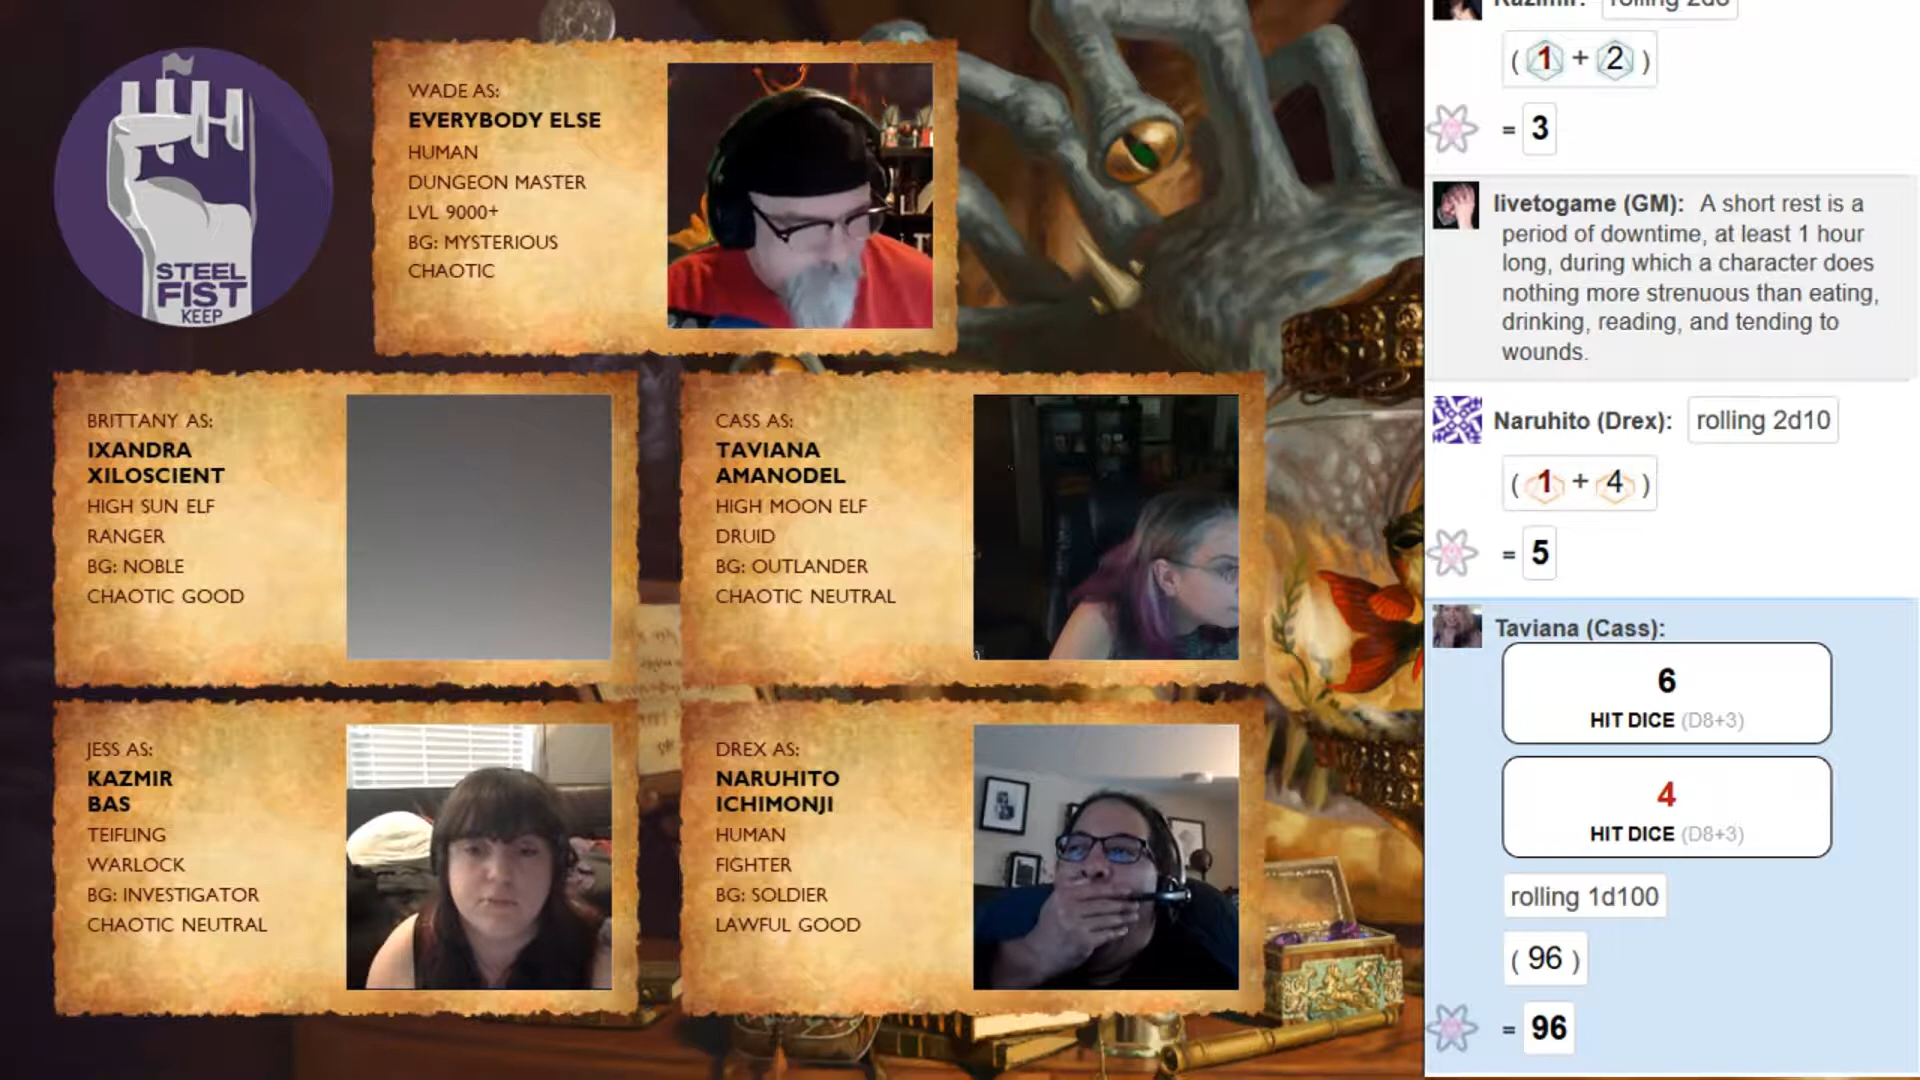 STEEL
FIST
KEEP
WADE AS:
EVERYBODY ELSE
HUMAN
DUNGEON MASTER
LVL 9000+
BG: MYSTERIOUS
CHAOTIC
BRITTANY AS:
IXANDRA
XILOSCIENT
HIGH SUN ELF
RANGER
BG: NOBLE
CHAOTIC GOOD
CASS AS:
TAVIANA
AMANODEL
HIGH MOON ELF
DRUID
BG: OUTLANDER
CHAOTIC NEUTRAL
JESS AS:
KAZMIR
BAS
TEIFLING
WARLOCK
BG: INVESTIGATOR
CHAOTIC NEUTRAL
DREX AS:
NARUHITO
ICHIMONJI
HUMAN
FIGHTER
BG: SOLDIER
LAWFUL GOOD
( 1 + 2 )
= 3
livetogame (GM): A short rest is a
period of downtime, at least 1 hour
long, during which a character does
nothing more strenuous than eating,
drinking, reading, and tending to
wounds.
Naruhito (Drex): rolling 2d10
( 1 + 4 )
= 5
Taviana (Cass):
6
HIT DICE (D8+3)
4
HIT DICE (D8+3)
rolling 1d100
( 96 )
= 96